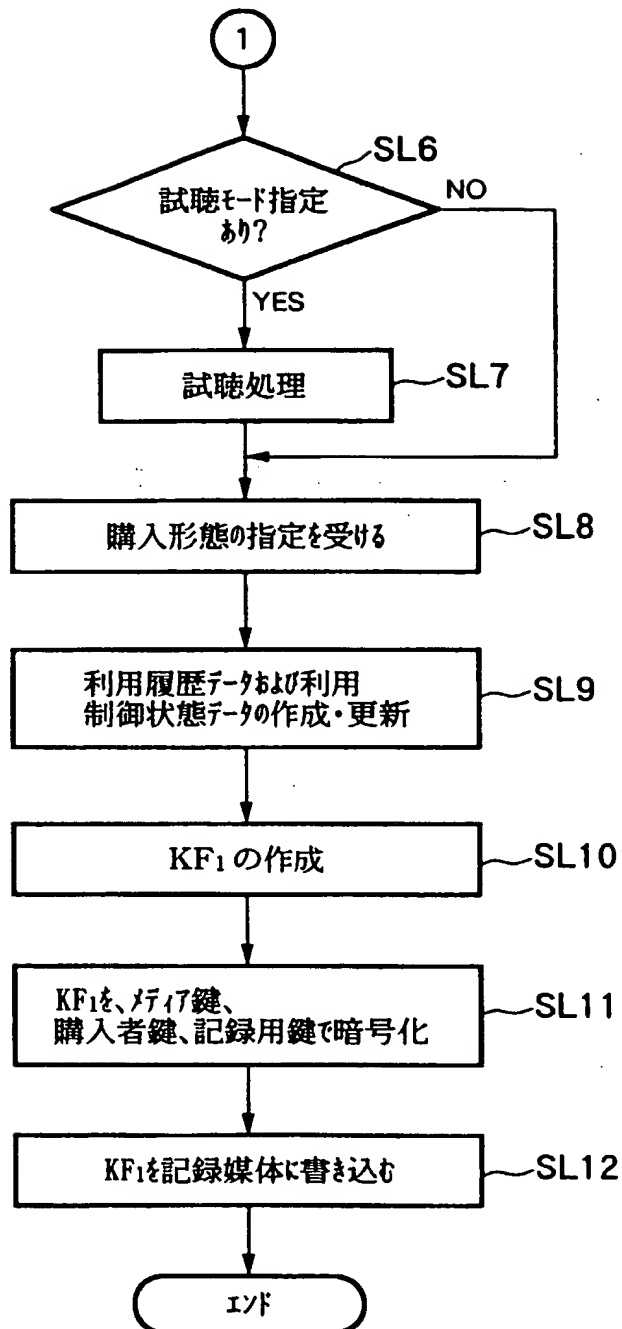 1
SL6
試聴モード指定
あり?
NO
YES
試聴処理
SL7
購入形態の指定を受ける
SL8
利用履歴データおよび利用
制御状態データの作成・更新
SL9
KF₁の作成
SL10
KF₁を、メディア鍵、
購入者鍵、記録用鍵で暗号化
SL11
KF₁を記録媒体に書き込む
SL12
エンド